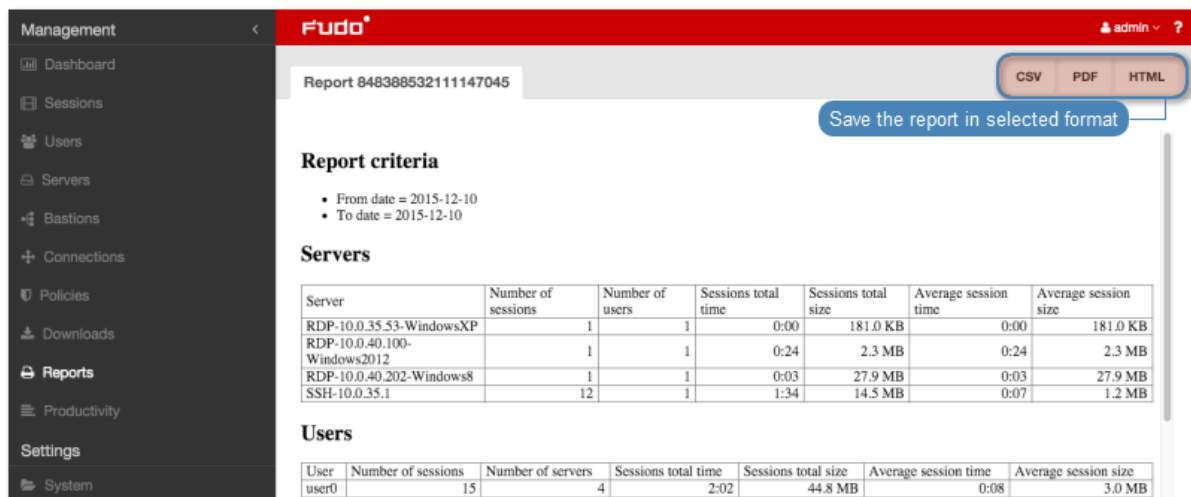 Management <
FUDO
admin ?
Dashboard
Sessions
Users
Servers
Bastions
Connections
Policies
Downloads
Reports
Productivity
Settings
System
Report 848388532111147045
CSV PDF HTML
Save the report in selected format
Report criteria
• From date = 2015-12-10
• To date = 2015-12-10
Servers
Server Number of sessions Number of users Sessions total time Sessions total size Average session time Average session size
RDP-10.0.35.53-WindowsXP 1 1 0:00 181.0 KB 0:00 181.0 KB
RDP-10.0.40.100-Windows2012 1 1 0:24 2.3 MB 0:24 2.3 MB
RDP-10.0.40.202-Windows8 1 1 0:03 27.9 MB 0:03 27.9 MB
SSH-10.0.35.1 12 1 1:34 14.5 MB 0:07 1.2 MB
Users
User Number of sessions Number of servers Sessions total time Sessions total size Average session time Average session size
user0 15 4 2:02 44.8 MB 0:08 3.0 MB